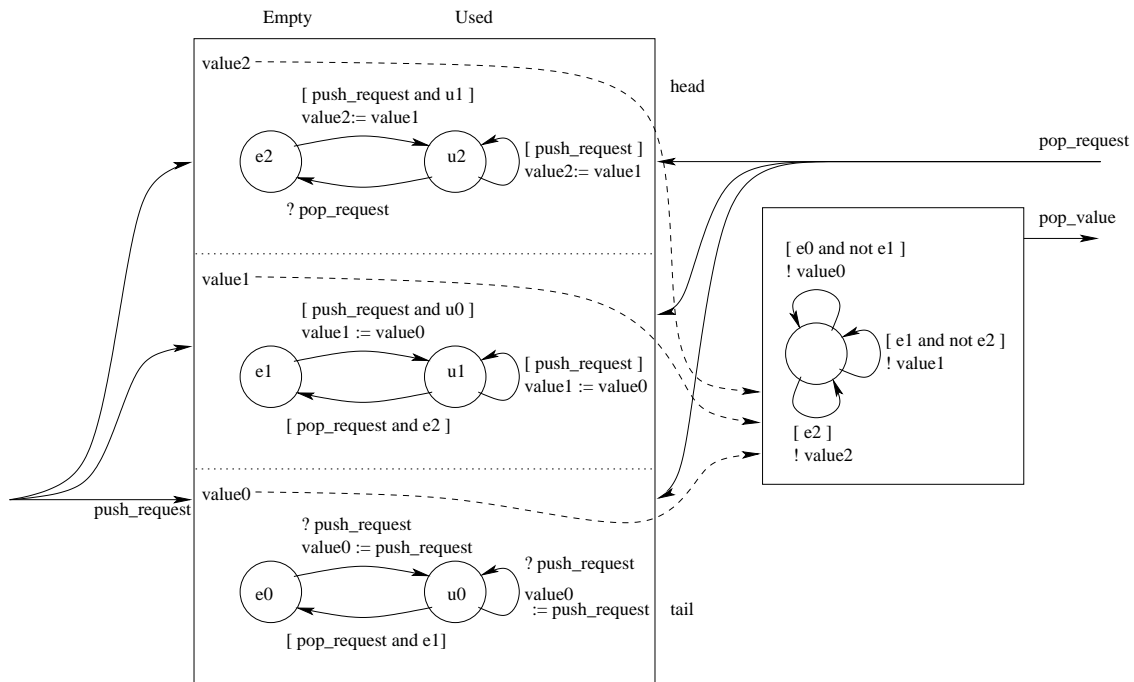 Empty
Used
value2
head
[ push_request and u1 ]
value2:= value1
pop_request
e2
u2
[ push_request ]
value2:= value1
? pop_request
pop_value
[ e0 and not e1 ]
! value0
value1
[ push_request and u0 ]
value1 := value0
[ e1 and not e2 ]
! value1
e1
u1
[ push_request ]
value1 := value0
[ pop_request and e2 ]
[ e2 ]
! value2
value0
push_request
? push_request
value0 := push_request
? push_request
e0
u0
value0
:= push_request
tail
[ pop_request and e1]